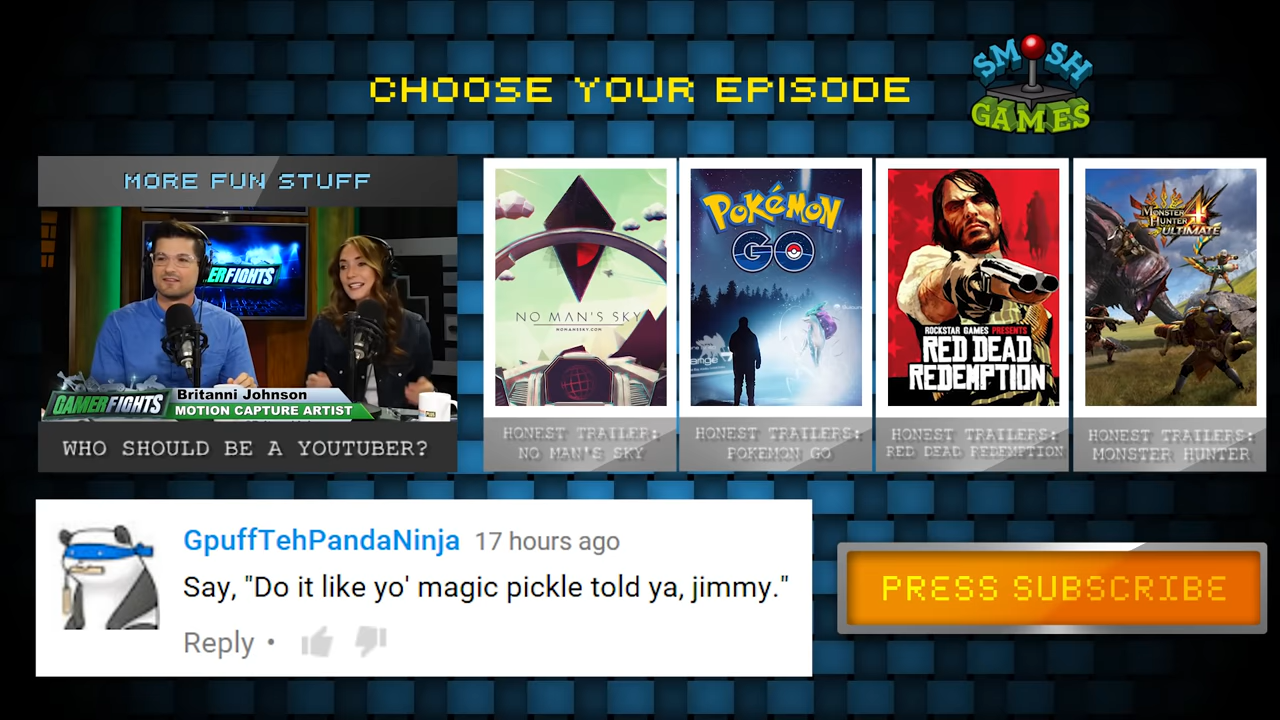 CHOOSE YOUR EPISODE
SMOSH
GAMES
MORE FUN STUFF
ERFIGHTS
GAMERFIGHTS
Britanni Johnson
MOTION CAPTURE ARTIST
WHO SHOULD BE A YOUTUBER?
NO MAN'S SKY
NOMANSSKY.COM
HONEST TRAILER:
NO MAN'S SKY
POKéMON
GO
HONEST TRAILERS:
POKEMON GO
ROCKSTAR GAMES PRESENTS
RED DEAD
REDEMPTION
HONEST TRAILERS:
RED DEAD REDEMPTION
MONSTER
HUNTER 4
ULTIMATE
HONEST TRAILERS:
MONSTER HUNTER
GpuffTehPandaNinja 17 hours ago
Say, "Do it like yo' magic pickle told ya, jimmy."
Reply •
PRESS SUBSCRIBE